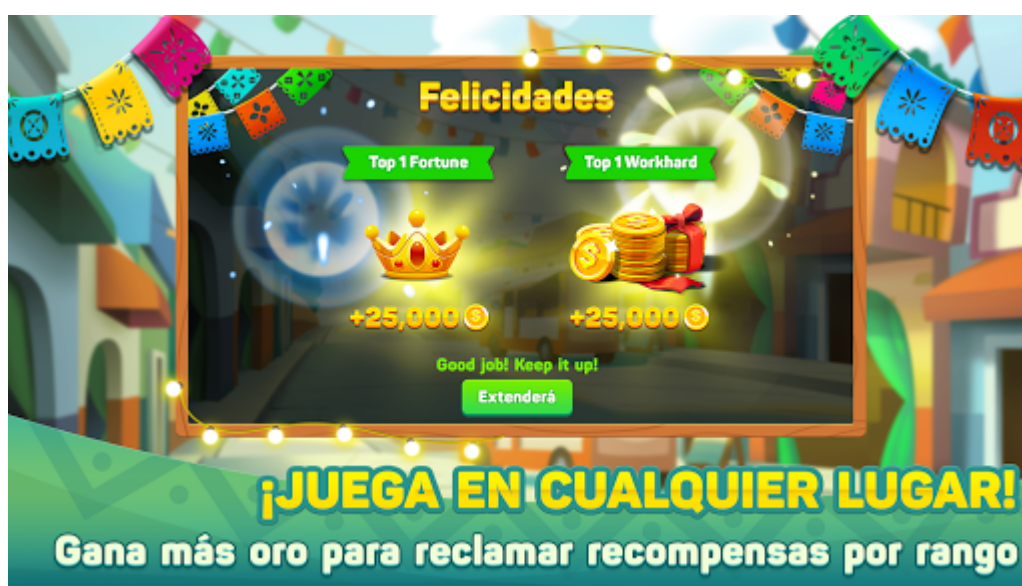 Felicidades
Top 1 Fortune
Top 1 Workhard
+25,000
+25,000
Good job! Keep it up!
Extenderá
¡JUEGA EN CUALQUIER LUGAR!
Gana más oro para reclamar recompensas por rango